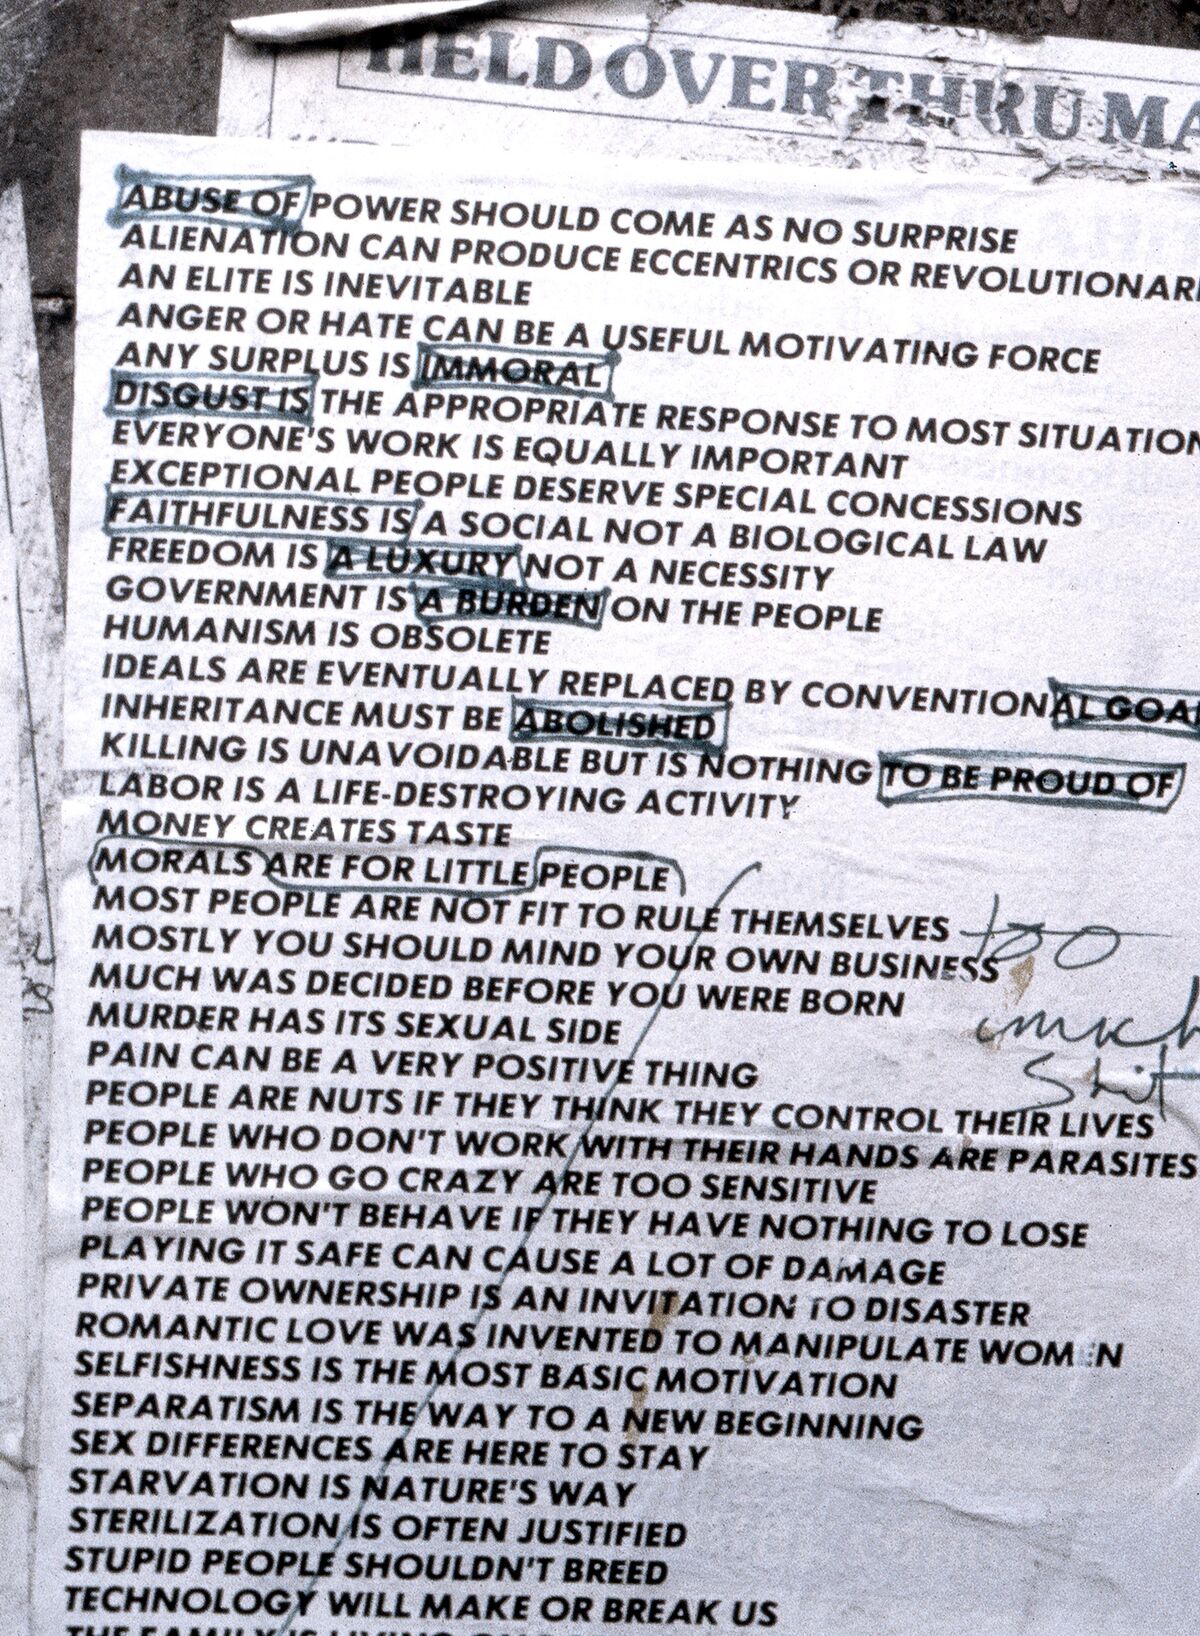 HELD OVER THRU MA
ABUSE OF POWER SHOULD COME AS NO SURPRISE
ALIENATION CAN PRODUCE ECCENTRICS OR REVOLUTIONARI
AN ELITE IS INEVITABLE
ANGER OR HATE CAN BE A USEFUL MOTIVATING FORCE
ANY SURPLUS IS IMMORAL
DISGUST IS THE APPROPRIATE RESPONSE TO MOST SITUATION
EVERYONE'S WORK IS EQUALLY IMPORTANT
EXCEPTIONAL PEOPLE DESERVE SPECIAL CONCESSIONS
FAITHFULNESS IS A SOCIAL NOT A BIOLOGICAL LAW
FREEDOM IS A LUXURY NOT A NECESSITY
GOVERNMENT IS A BURDEN ON THE PEOPLE
HUMANISM IS OBSOLETE
IDEALS ARE EVENTUALLY REPLACED BY CONVENTIONAL GOA
INHERITANCE MUST BE ABOLISHED
KILLING IS UNAVOIDABLE BUT IS NOTHING TO BE PROUD OF
LABOR IS A LIFE-DESTROYING ACTIVITY
MONEY CREATES TASTE
MORALS ARE FOR LITTLE PEOPLE
MOST PEOPLE ARE NOT FIT TO RULE THEMSELVES
MOSTLY YOU SHOULD MIND YOUR OWN BUSINESS
MUCH WAS DECIDED BEFORE YOU WERE BORN
MURDER HAS ITS SEXUAL SIDE
PAIN CAN BE A VERY POSITIVE THING
PEOPLE ARE NUTS IF THEY THINK THEY CONTROL THEIR LIVES
PEOPLE WHO DON'T WORK WITH THEIR HANDS ARE PARASITES
PEOPLE WHO GO CRAZY ARE TOO SENSITIVE
PEOPLE WON'T BEHAVE IF THEY HAVE NOTHING TO LOSE
PLAYING IT SAFE CAN CAUSE A LOT OF DAMAGE
PRIVATE OWNERSHIP IS AN INVITATION TO DISASTER
ROMANTIC LOVE WAS INVENTED TO MANIPULATE WOMEN
SELFISHNESS IS THE MOST BASIC MOTIVATION
SEPARATISM IS THE WAY TO A NEW BEGINNING
SEX DIFFERENCES ARE HERE TO STAY
STARVATION IS NATURE'S WAY
STERILIZATION IS OFTEN JUSTIFIED
STUPID PEOPLE SHOULDN'T BREED
TECHNOLOGY WILL MAKE OR BREAK US
THE FAMILY IS LIVING
too
much
Shit